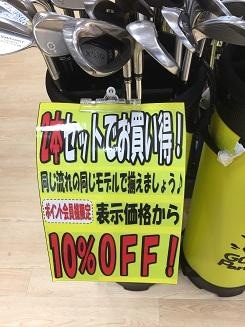 2本セットでお買い得！
同じ流れの同じモデルで揃えましょう♪
ポイント会員様限定 表示価格から
10%OFF！